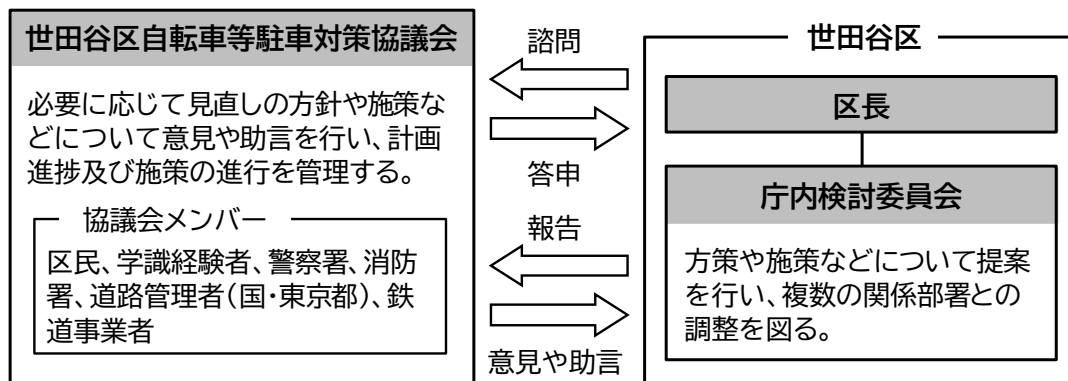 世田谷区自転車等駐車対策協議会
必要に応じて見直しの方針や施策な
どについて意見や助言を行い、計画
進捗及び施策の進行を管理する。
協議会メンバー
区民、学識経験者、警察署、消防
署、道路管理者(国・東京都)、鉄
道事業者
諮問
答申
報告
意見や助言
世田谷区
区長
庁内検討委員会
方策や施策などについて提案
を行い、複数の関係部署との
調整を図る。